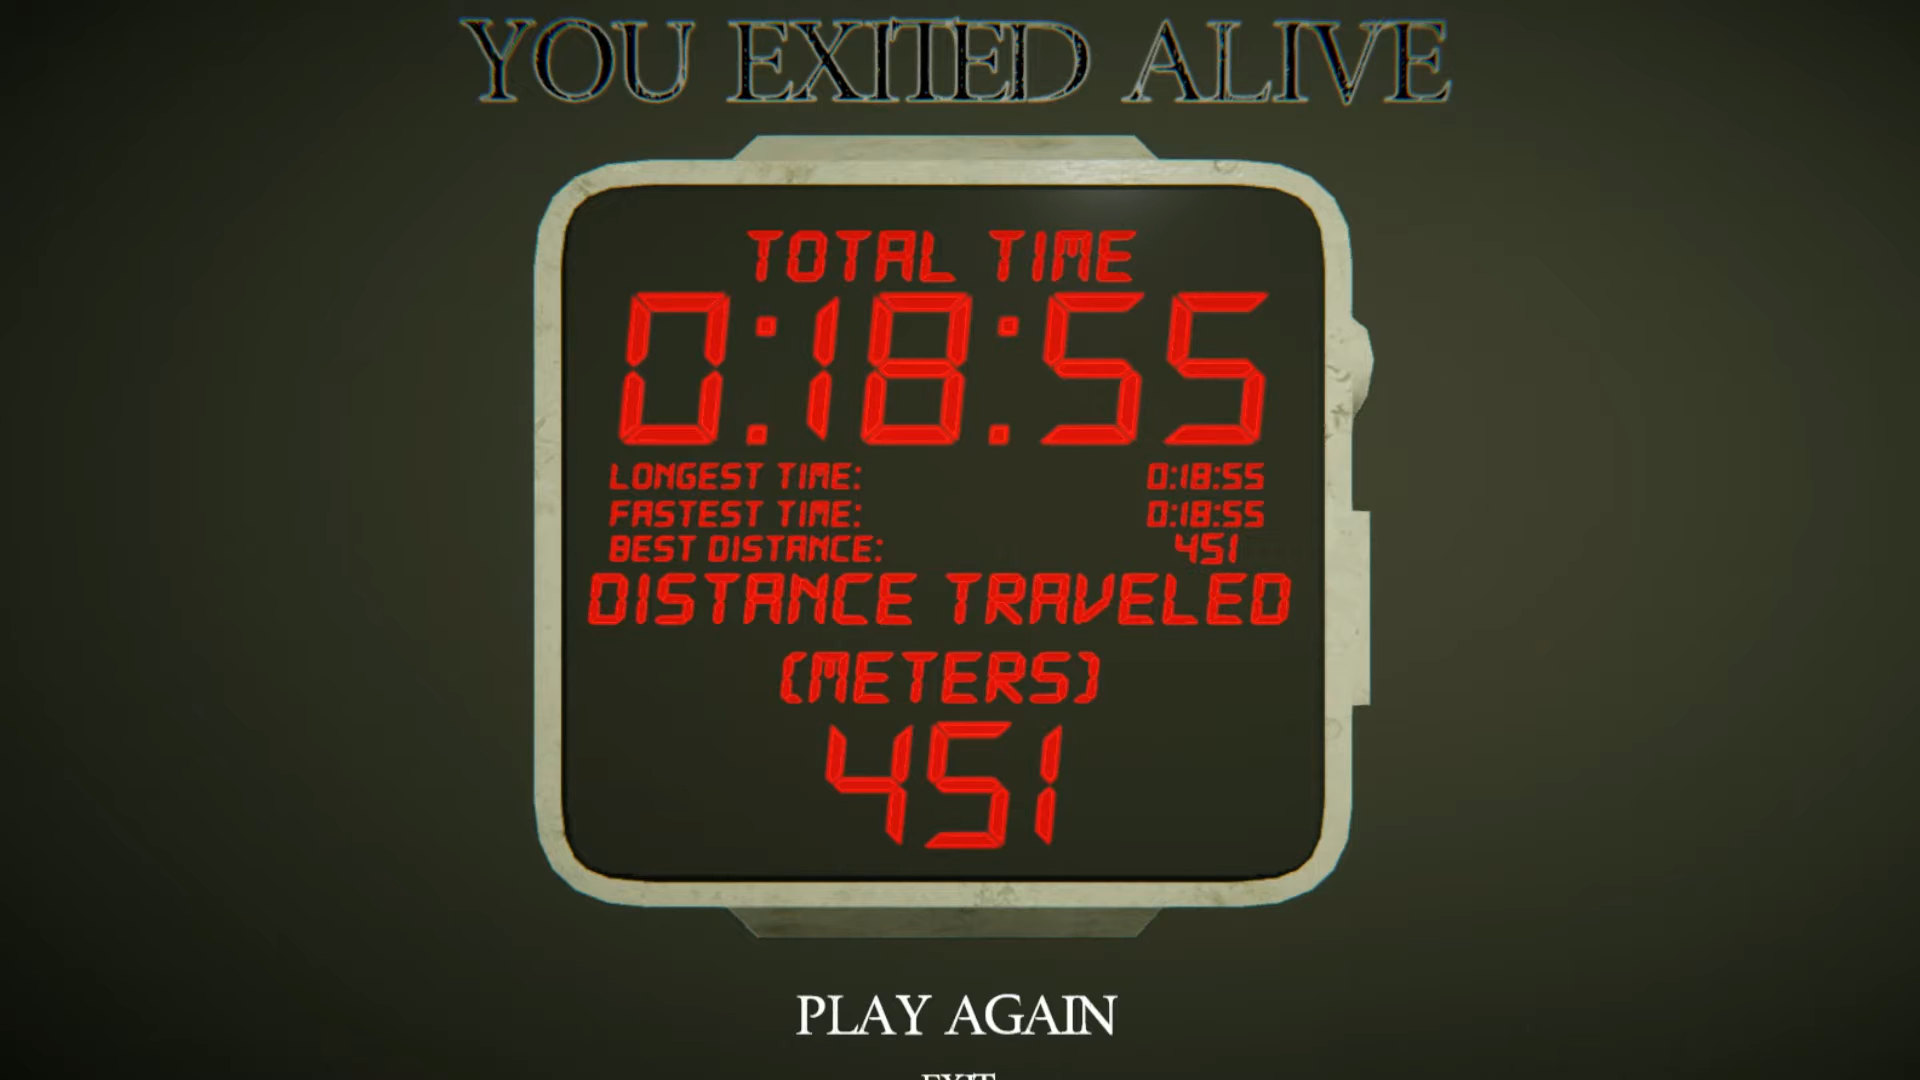 YOU EXITED ALIVE
TOTAL TIME
0:18:55
LONGEST TIME: 0:18:55
FASTEST TIME: 0:18:55
BEST DISTANCE: 451
DISTANCE TRAVELED
(METERS)
451
PLAY AGAIN
EXIT